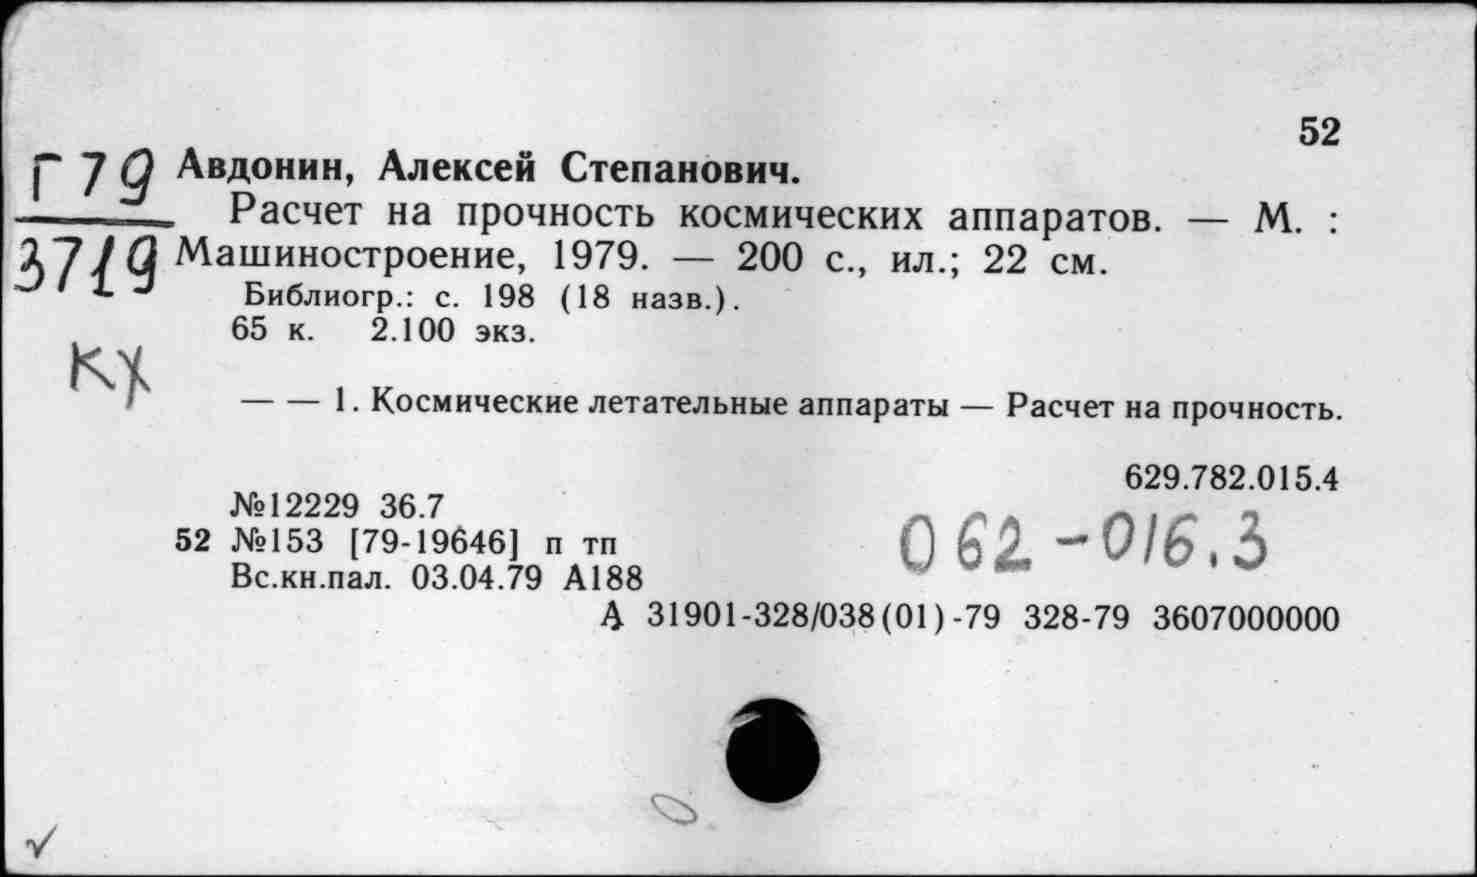 52
Г79
3719
кх
Авдонин, Алексей Степанович.
Расчет на прочность космических аппаратов. — М. :
Машиностроение, 1979. — 200 с., ил.; 22 см.
Библиогр.: с. 198 (18 назв.).
65 к. 2.100 экз.
— — 1. Космические летательные аппараты — Расчет на прочность.
629.782.015.4
№12229 36.7
52 №153 [79-19646] п тп
062-016.3
Вс.кн.пал. 03.04.79 А188
А 31901-328/038(01)-79 328-79 3607000000